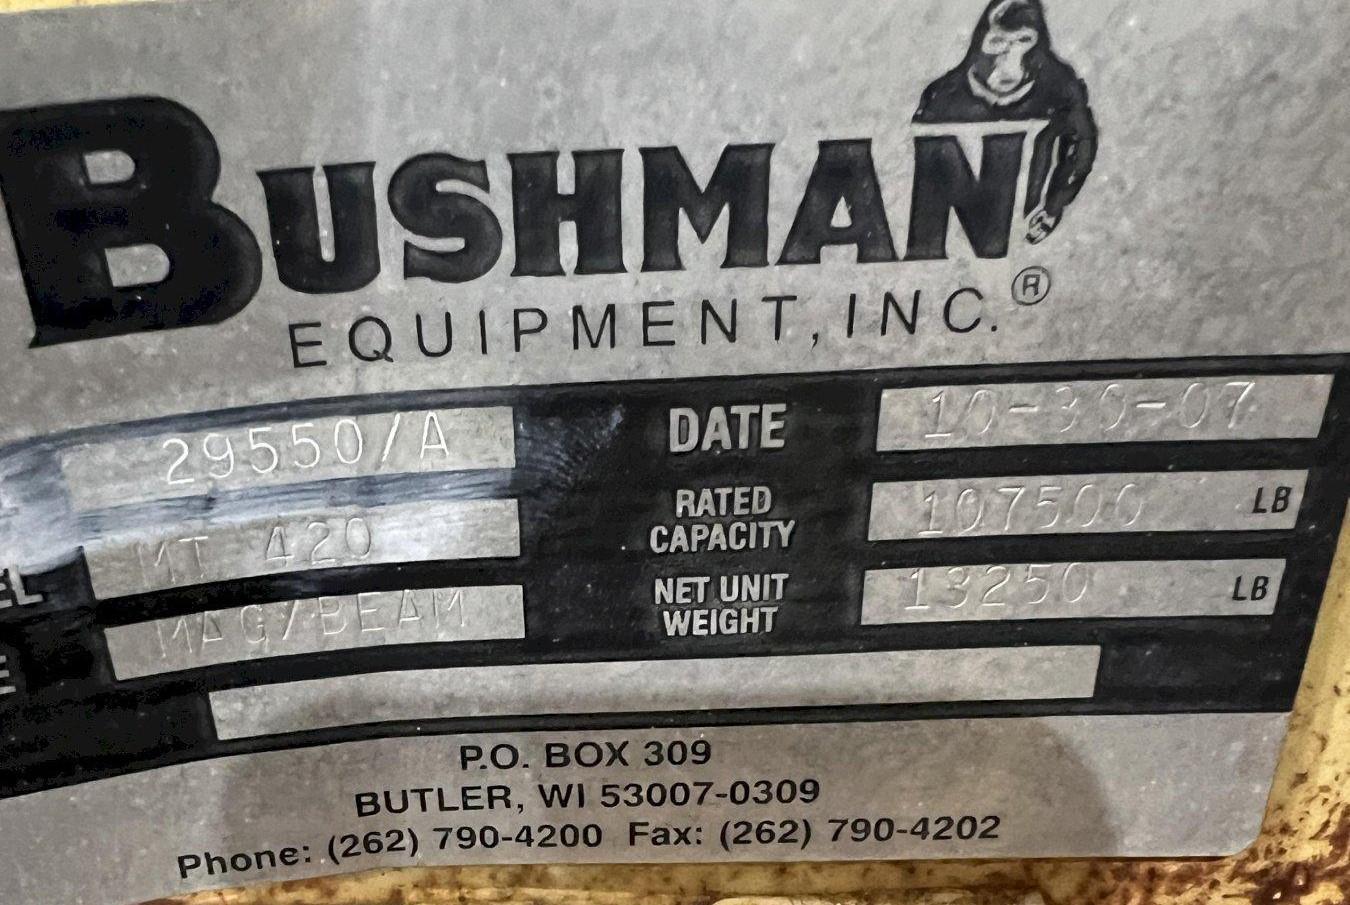 BUSHMAN
EQUIPMENT, INC.®
29550/A DATE 10-30-07
EL MT 420 RATED CAPACITY 107500 LB
E MAG/BEAM NET UNIT WEIGHT 13250 LB
P.O. BOX 309
BUTLER, WI 53007-0309
Phone: (262) 790-4200 Fax: (262) 790-4202